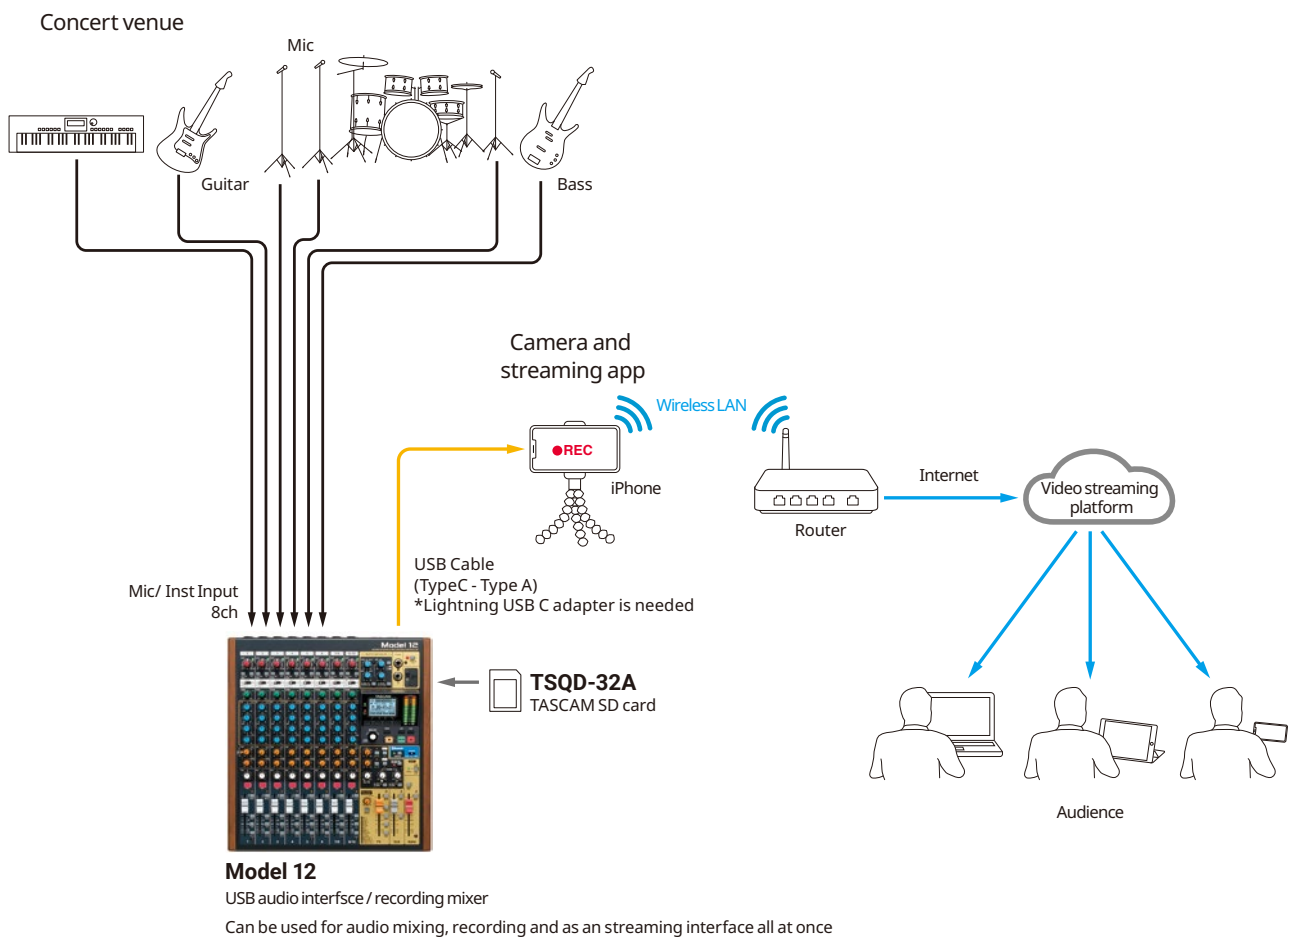 Concert venue
Mic
Guitar
Bass
Camera and
streaming app
Wireless LAN
REC
iPhone
Router
Internet
Video streaming
platform
USB Cable
(TypeC - Type A)
*Lightning USB C adapter is needed
Mic/ Inst Input
8ch
Model 12
TSQD-32A
TASCAM SD card
Audience
Model 12
USB audio interfsce / recording mixer
Can be used for audio mixing, recording and as an streaming interface all at once